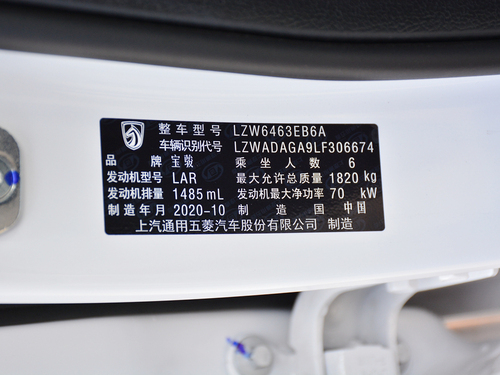 整车型号 LZW6463EB6A
车辆识别代号 LZWADAGA9LF306674
品牌 宝骏 乘坐人数 6
发动机型号 LAR 最大允许总质量 1820 kg
发动机排量 1485 mL 发动机最大净功率 70 kW
制造年月 2020-10 制造国 中国
上汽通用五菱汽车股份有限公司 制造